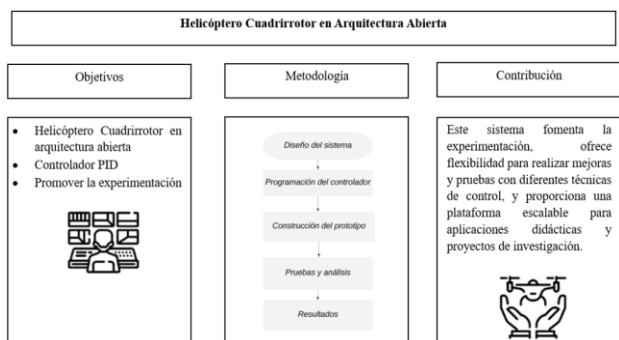 Helicóptero Cuadrirrotor en Arquitectura Abierta
Objetivos
Metodología
Contribución
• Helicóptero Cuadrirrotor en
arquitectura abierta
• Controlador PID
• Promover la experimentación
Diseño del sistema
Programación del controlador
Construcción del prototipo
Pruebas y análisis
Resultados
Este sistema fomenta la
experimentación, ofrece
flexibilidad para realizar mejoras
y pruebas con diferentes técnicas
de control, y proporciona una
plataforma escalable para
aplicaciones didácticas y
proyectos de investigación.